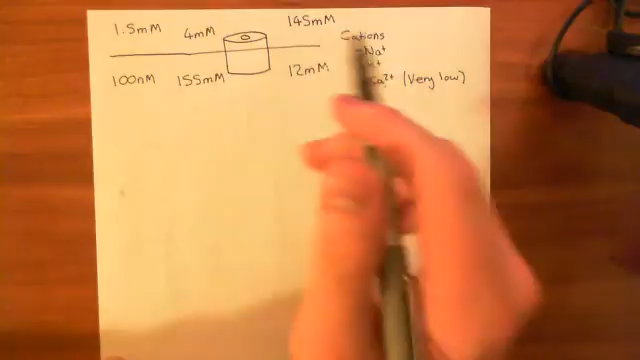 1.5mM 4mM 145mM
Cations
Na⁺
Ca²⁺ (Very low)
100nM 155mM 12mM